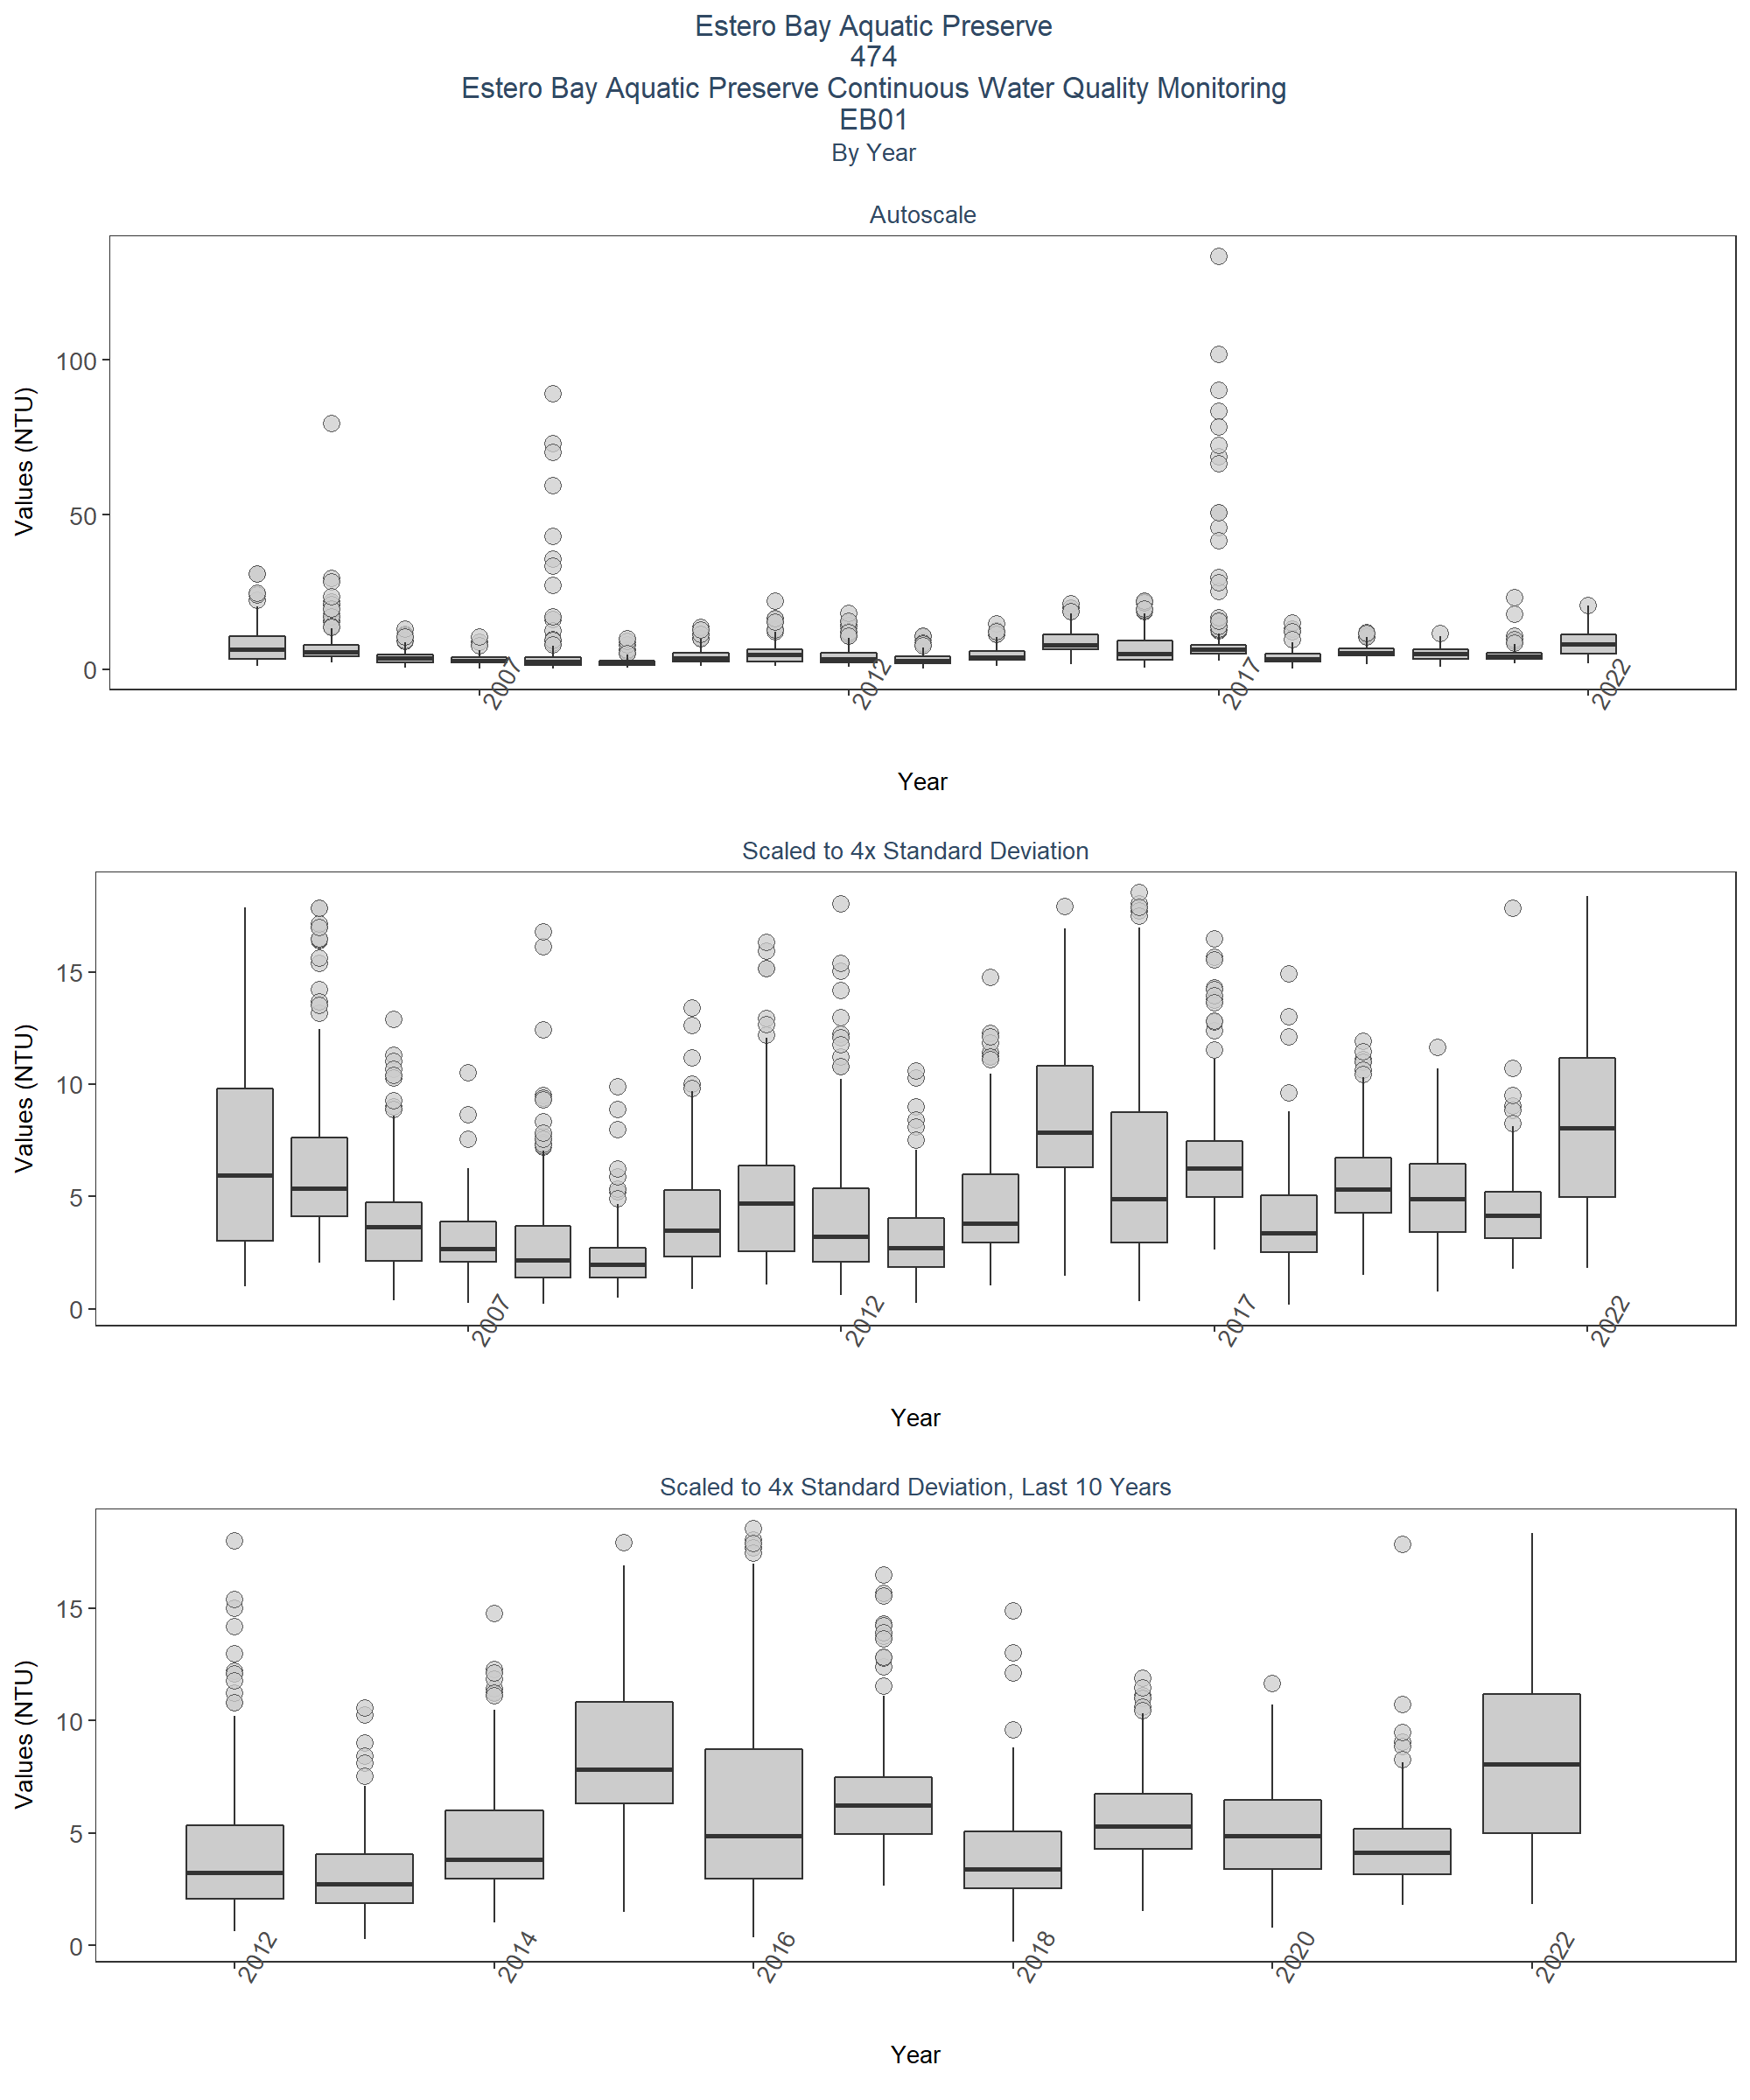 Estero Bay Aquatic Preserve
474
Estero Bay Aquatic Preserve Continuous Water Quality Monitoring
EB01
By Year
Autoscale
Values (NTU)
100
50
0
2007
2012
2017
2022
Year
Scaled to 4x Standard Deviation
Values (NTU)
15
10
5
0
2007
2012
2017
2022
Year
Scaled to 4x Standard Deviation, Last 10 Years
Values (NTU)
15
10
5
0
2012
2014
2016
2018
2020
2022
Year